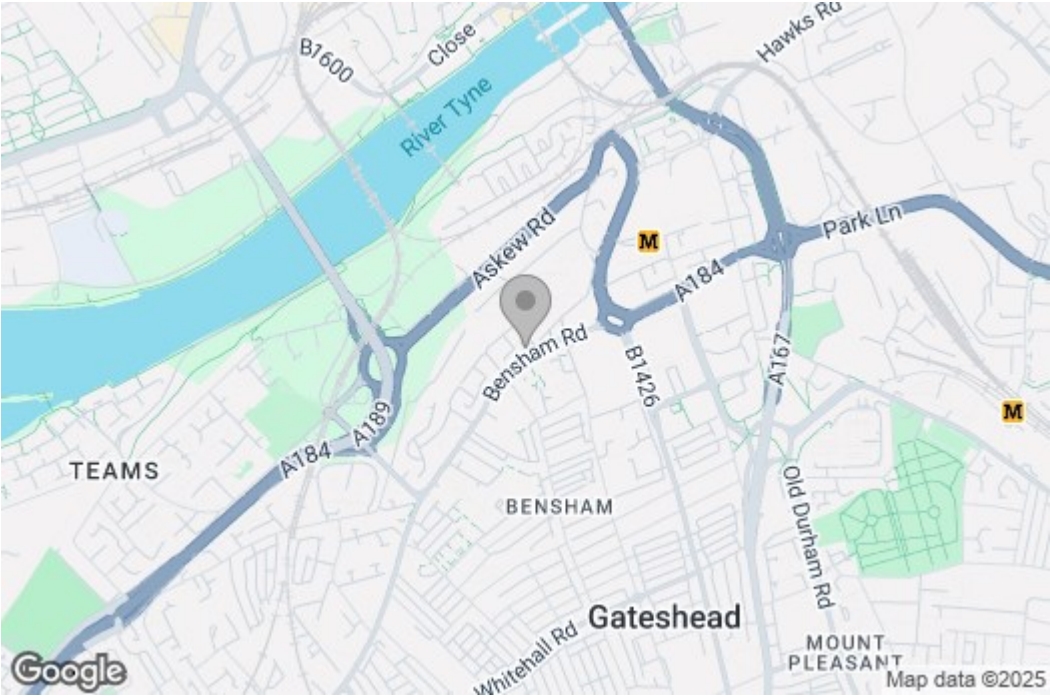 Hawks Rd
Close
B1600
River Tyne
Park Ln
Askew Rd
M
A184
Bensham Rd
A167
B1426
M
A189
A184
TEAMS
Old Durham Rd
BENSHAM
Gateshead
Whitehall Rd
MOUNT
PLEASANT
Google
Map data ©2025